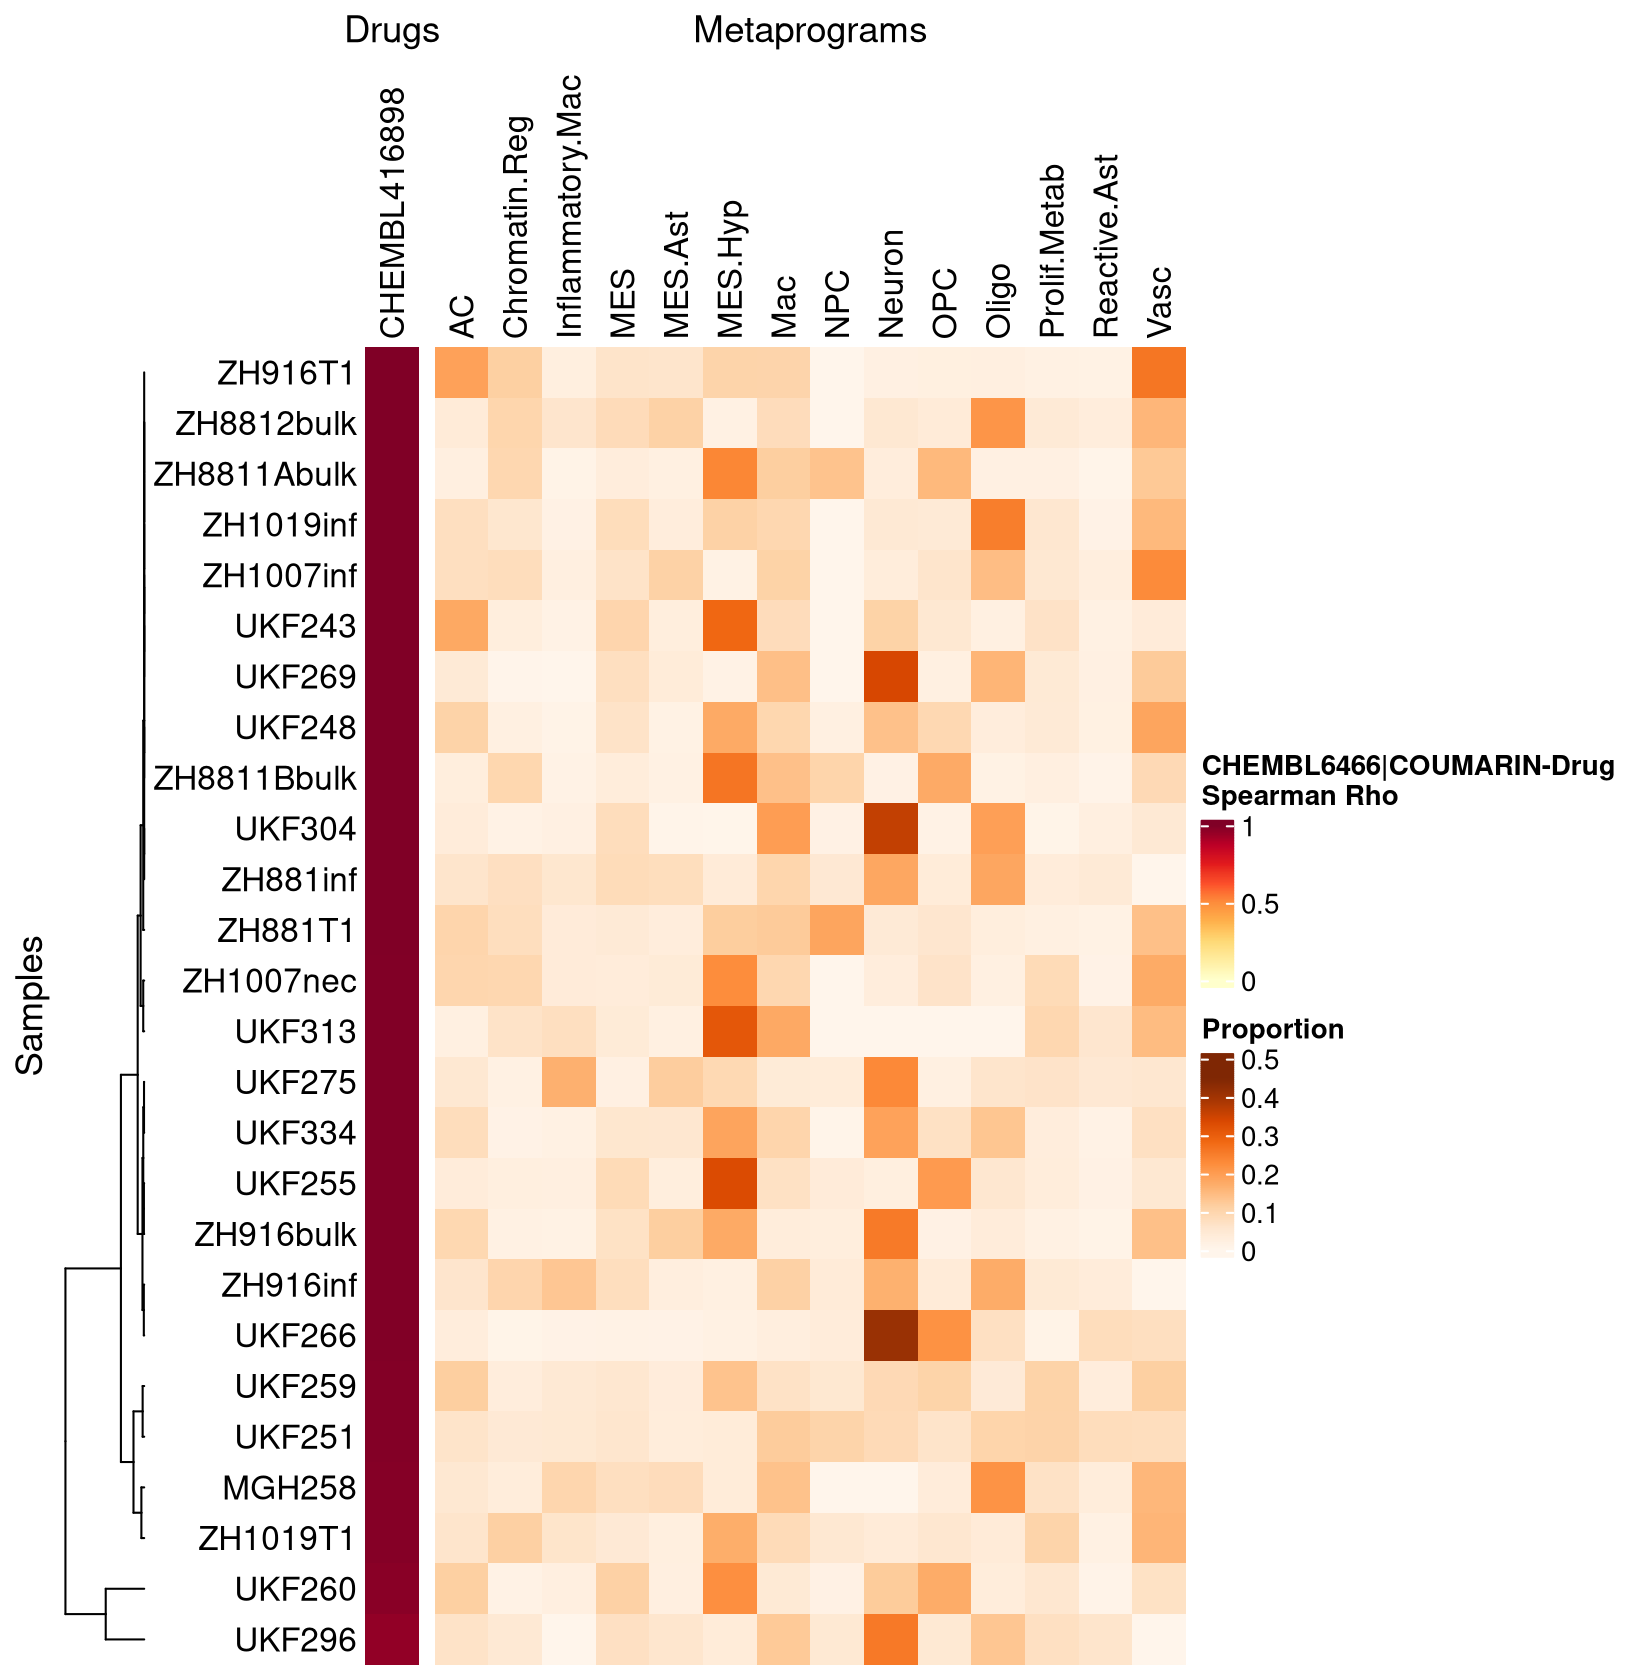 Drugs
Metaprograms
CHEMBL416898
AC
Chromatin.Reg
Inflammatory.Mac
MES
MES.Ast
MES.Hyp
Mac
NPC
Neuron
OPC
Oligo
Prolif.Metab
Reactive.Ast
Vasc
Samples
ZH916T1
ZH8812bulk
ZH8811Abulk
ZH1019inf
ZH1007inf
UKF243
UKF269
UKF248
ZH8811Bbulk
UKF304
ZH881inf
ZH881T1
ZH1007nec
UKF313
UKF275
UKF334
UKF255
ZH916bulk
ZH916inf
UKF266
UKF259
UKF251
MGH258
ZH1019T1
UKF260
UKF296
CHEMBL6466|COUMARIN-Drug
Spearman Rho
1
0.5
0
Proportion
0.5
0.4
0.3
0.2
0.1
0